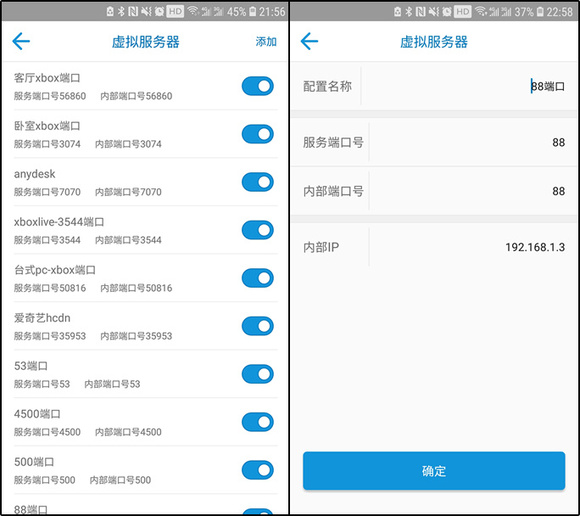 HD 45% 21:56
虚拟服务器 添加
客厅xbox端口
服务端口号56860 内部端口号56860
卧室xbox端口
服务端口号3074 内部端口号3074
anydesk
服务端口号7070 内部端口号7070
xboxlive-3544端口
服务端口号3544 内部端口号3544
台式pc-xbox端口
服务端口号50816 内部端口号50816
爱奇艺hcdn
服务端口号35953 内部端口号35953
53端口
服务端口号53 内部端口号53
4500端口
服务端口号4500 内部端口号4500
500端口
服务端口号500 内部端口号500
88端口
HD 37% 22:58
虚拟服务器
配置名称 88端口
服务端口号 88
内部端口号 88
内部IP 192.168.1.3
确定